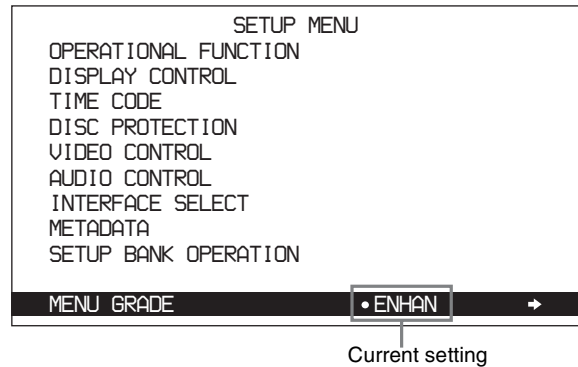 SETUP MENU
OPERATIONAL FUNCTION
DISPLAY CONTROL
TIME CODE
DISC PROTECTION
VIDEO CONTROL
AUDIO CONTROL
INTERFACE SELECT
METADATA
SETUP BANK OPERATION
MENU GRADE •ENHAN →
Current setting